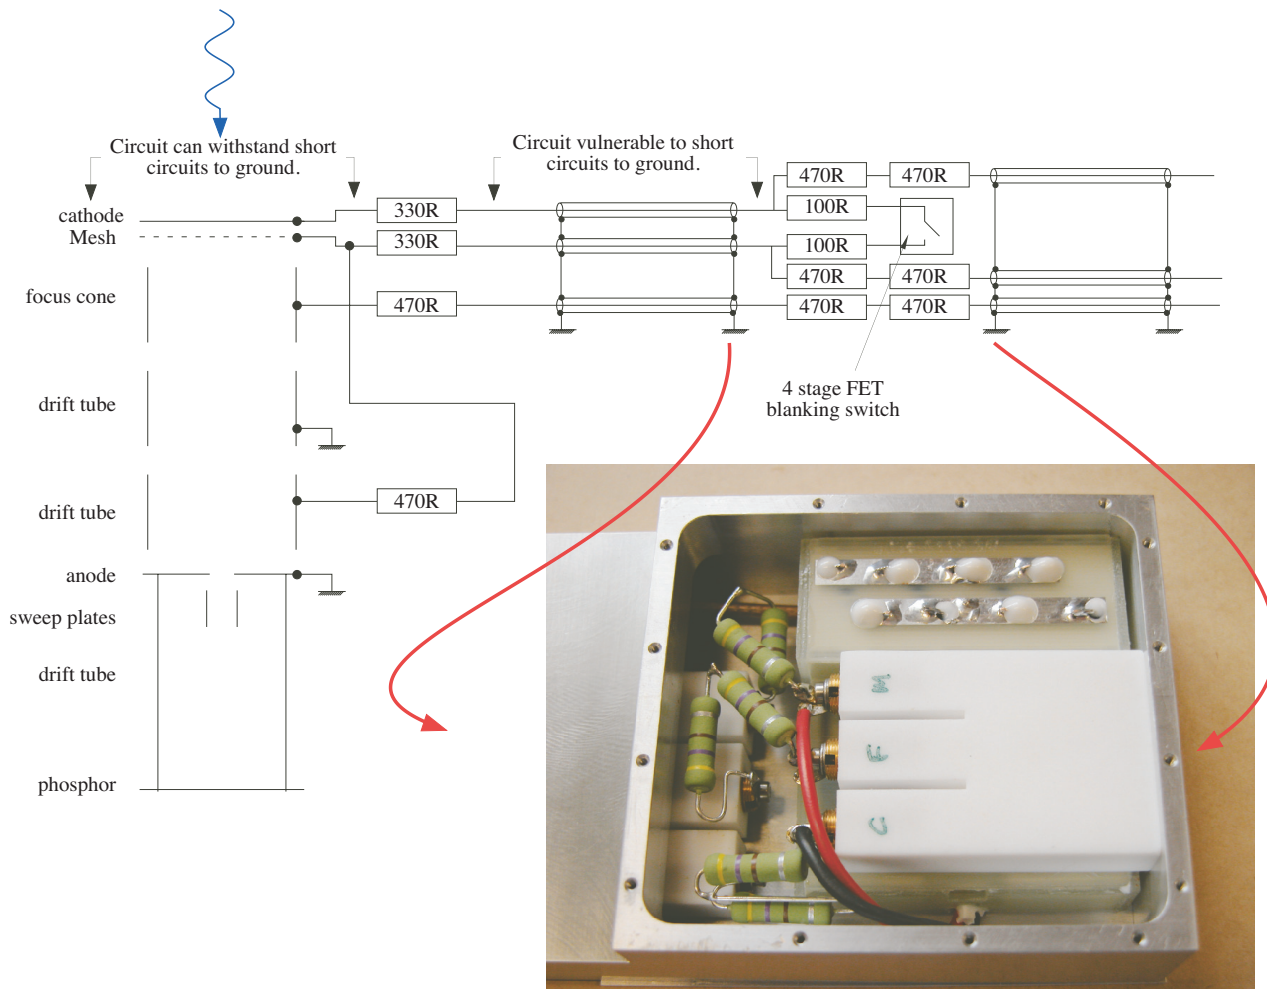 Circuit can withstand short
circuits to ground.
Circuit vulnerable to short
circuits to ground.
470R 470R
cathode
330R
100R
Mesh
330R
100R
470R 470R
focus cone
470R
470R 470R
4 stage FET
blanking switch
drift tube
drift tube
470R
anode
sweep plates
drift tube
phosphor
M
F
C